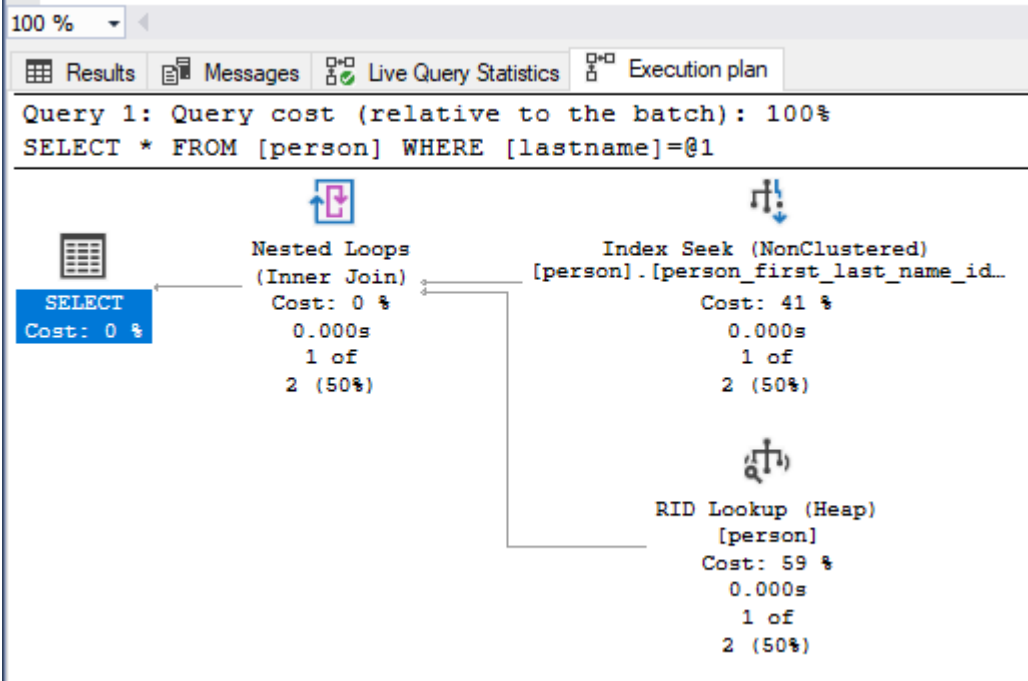 100 %
Results Messages Live Query Statistics Execution plan
Query 1: Query cost (relative to the batch): 100%
SELECT * FROM [person] WHERE [lastname]=@1
SELECT
Cost: 0 %
Nested Loops
(Inner Join)
Cost: 0 %
0.000s
1 of
2 (50%)
Index Seek (NonClustered)
[person].[person_first_last_name_id…
Cost: 41 %
0.000s
1 of
2 (50%)
RID Lookup (Heap)
[person]
Cost: 59 %
0.000s
1 of
2 (50%)